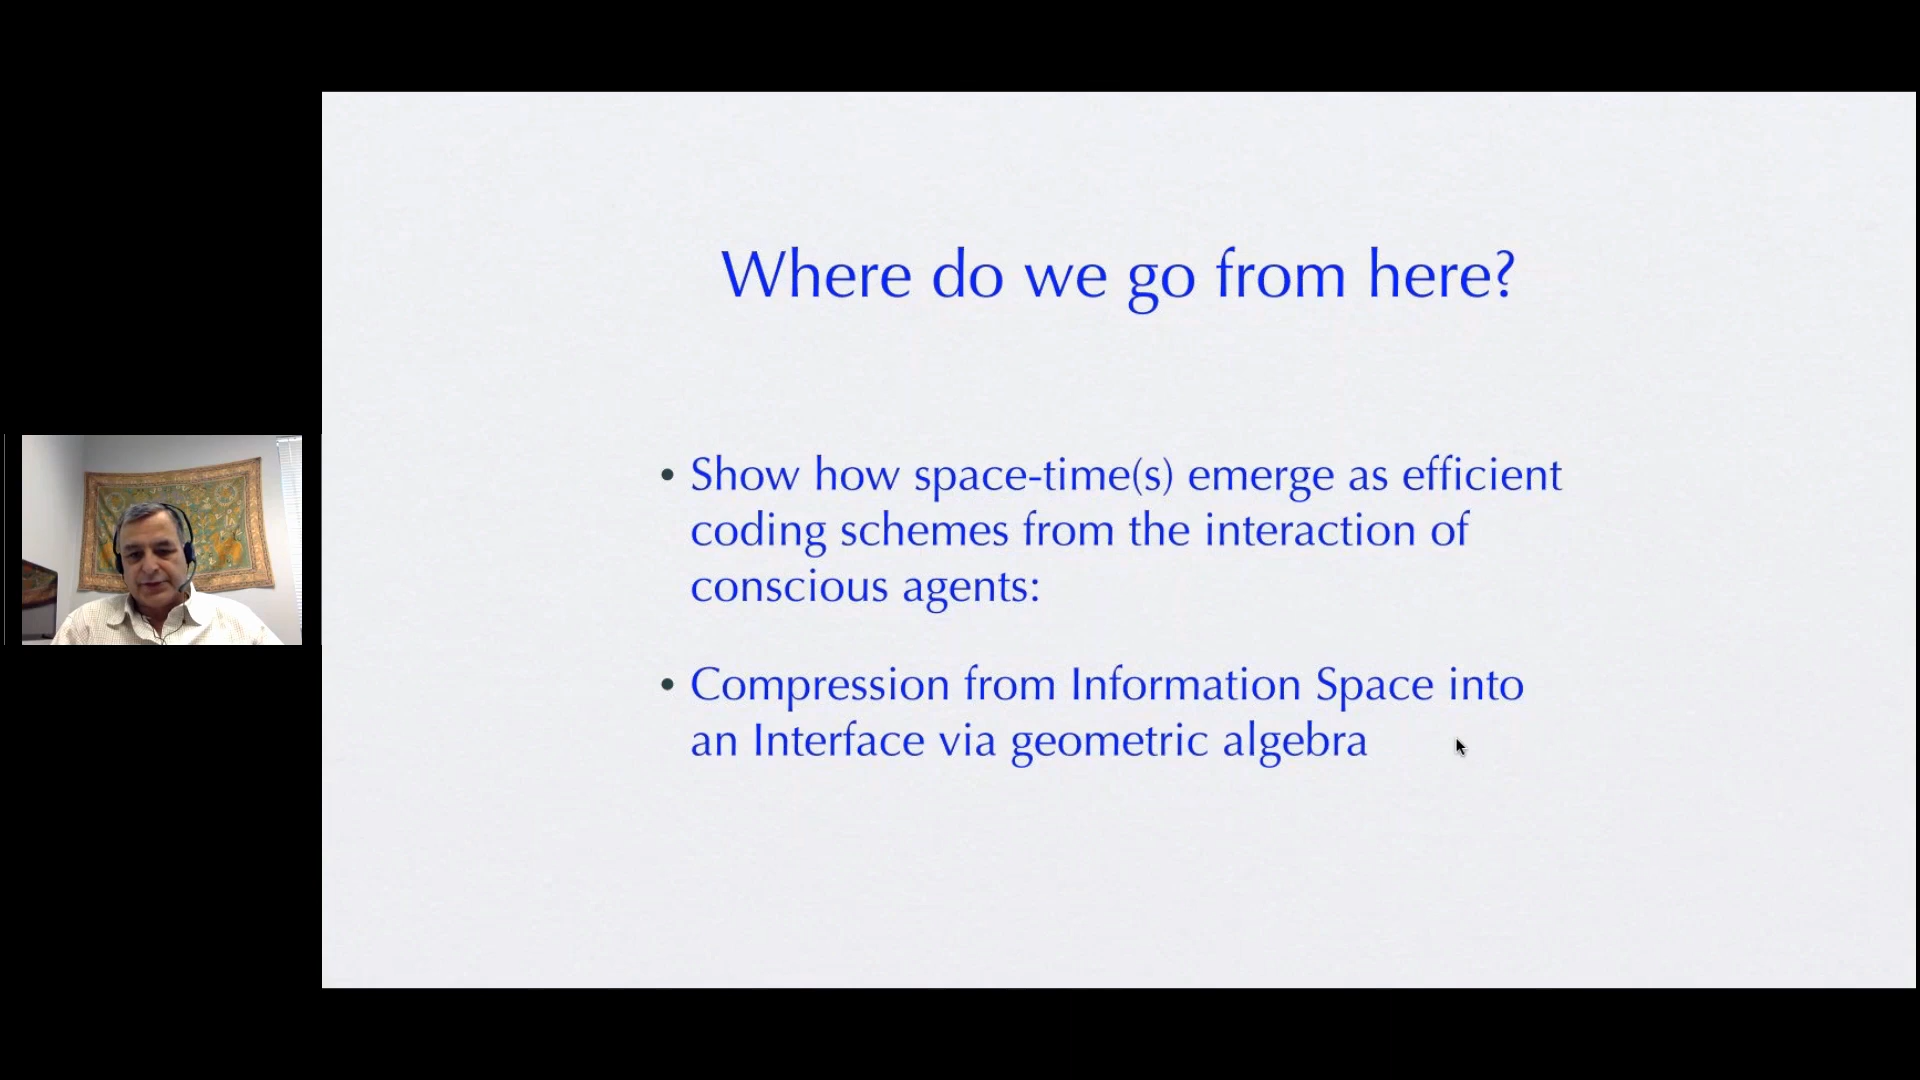 Where do we go from here?
• Show how space-time(s) emerge as efficient
coding schemes from the interaction of
conscious agents:
• Compression from Information Space into
an Interface via geometric algebra